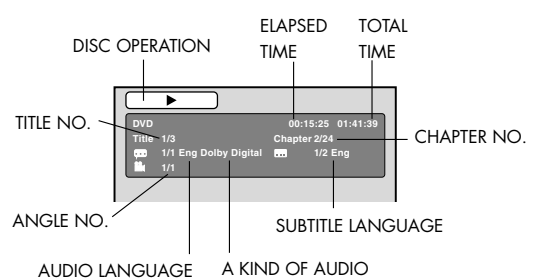 ELAPSED TIME
TOTAL TIME
DISC OPERATION
DVD 00:15:25 01:41:39
TITLE NO.
Title 1/3 Chapter 2/24
CHAPTER NO.
1/1 Eng Dolby Digital 1/2 Eng
1/1
ANGLE NO.
SUBTITLE LANGUAGE
AUDIO LANGUAGE
A KIND OF AUDIO